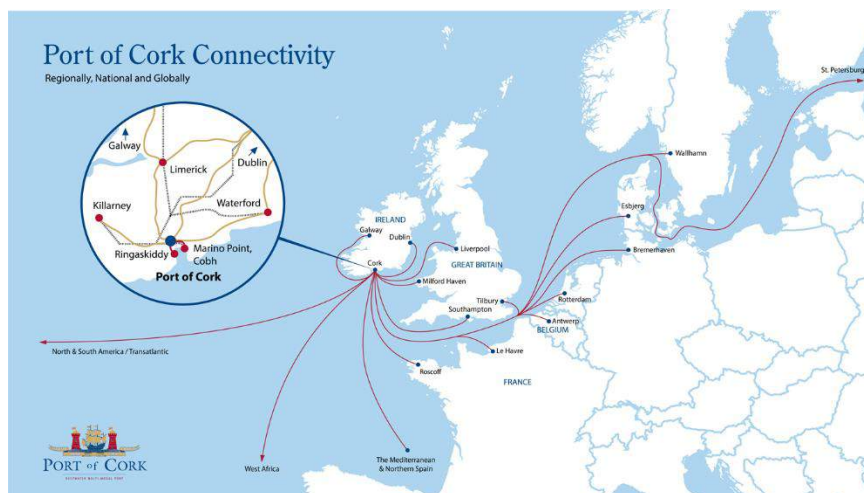 Port of Cork Connectivity
Regionally, National and Globally
St. Petersburg
Galway
Limerick
Dublin
Killarney
Waterford
Ringaskiddy
Marino Point,
Cobh
Port of Cork
Wallhamn
Esbjerg
Bremerhaven
IRELAND
Galway
Dublin
Liverpool
GREAT BRITAIN
Cork
Milford Haven
Tilbury
Southampton
Rotterdam
Antwerp
BELGIUM
Le Havre
Roscoff
FRANCE
North & South America / Transatlantic
West Africa
The Mediterranean
& Northern Spain
PORT of CORK